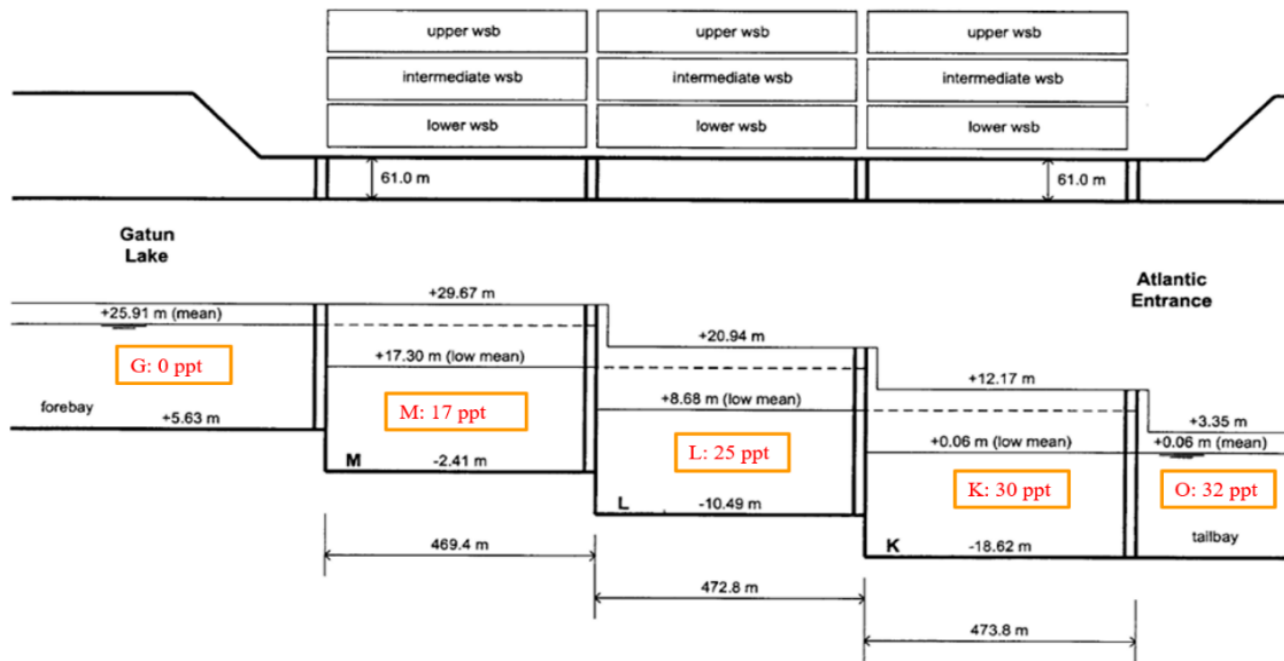 upper wsb
upper wsb
upper wsb
intermediate wsb
intermediate wsb
intermediate wsb
lower wsb
lower wsb
lower wsb
61.0 m
61.0 m
Gatun
Lake
Atlantic
Entrance
+29.67 m
+25.91 m (mean)
+20.94 m
+17.30 m (low mean)
G: 0 ppt
+12.17 m
M: 17 ppt
+8.68 m (low mean)
forebay
+5.63 m
+3.35 m
+0.06 m (low mean)
+0.06 m (mean)
L: 25 ppt
M
-2.41 m
K: 30 ppt
O: 32 ppt
L
-10.49 m
tailbay
469.4 m
K
-18.62 m
472.8 m
473.8 m